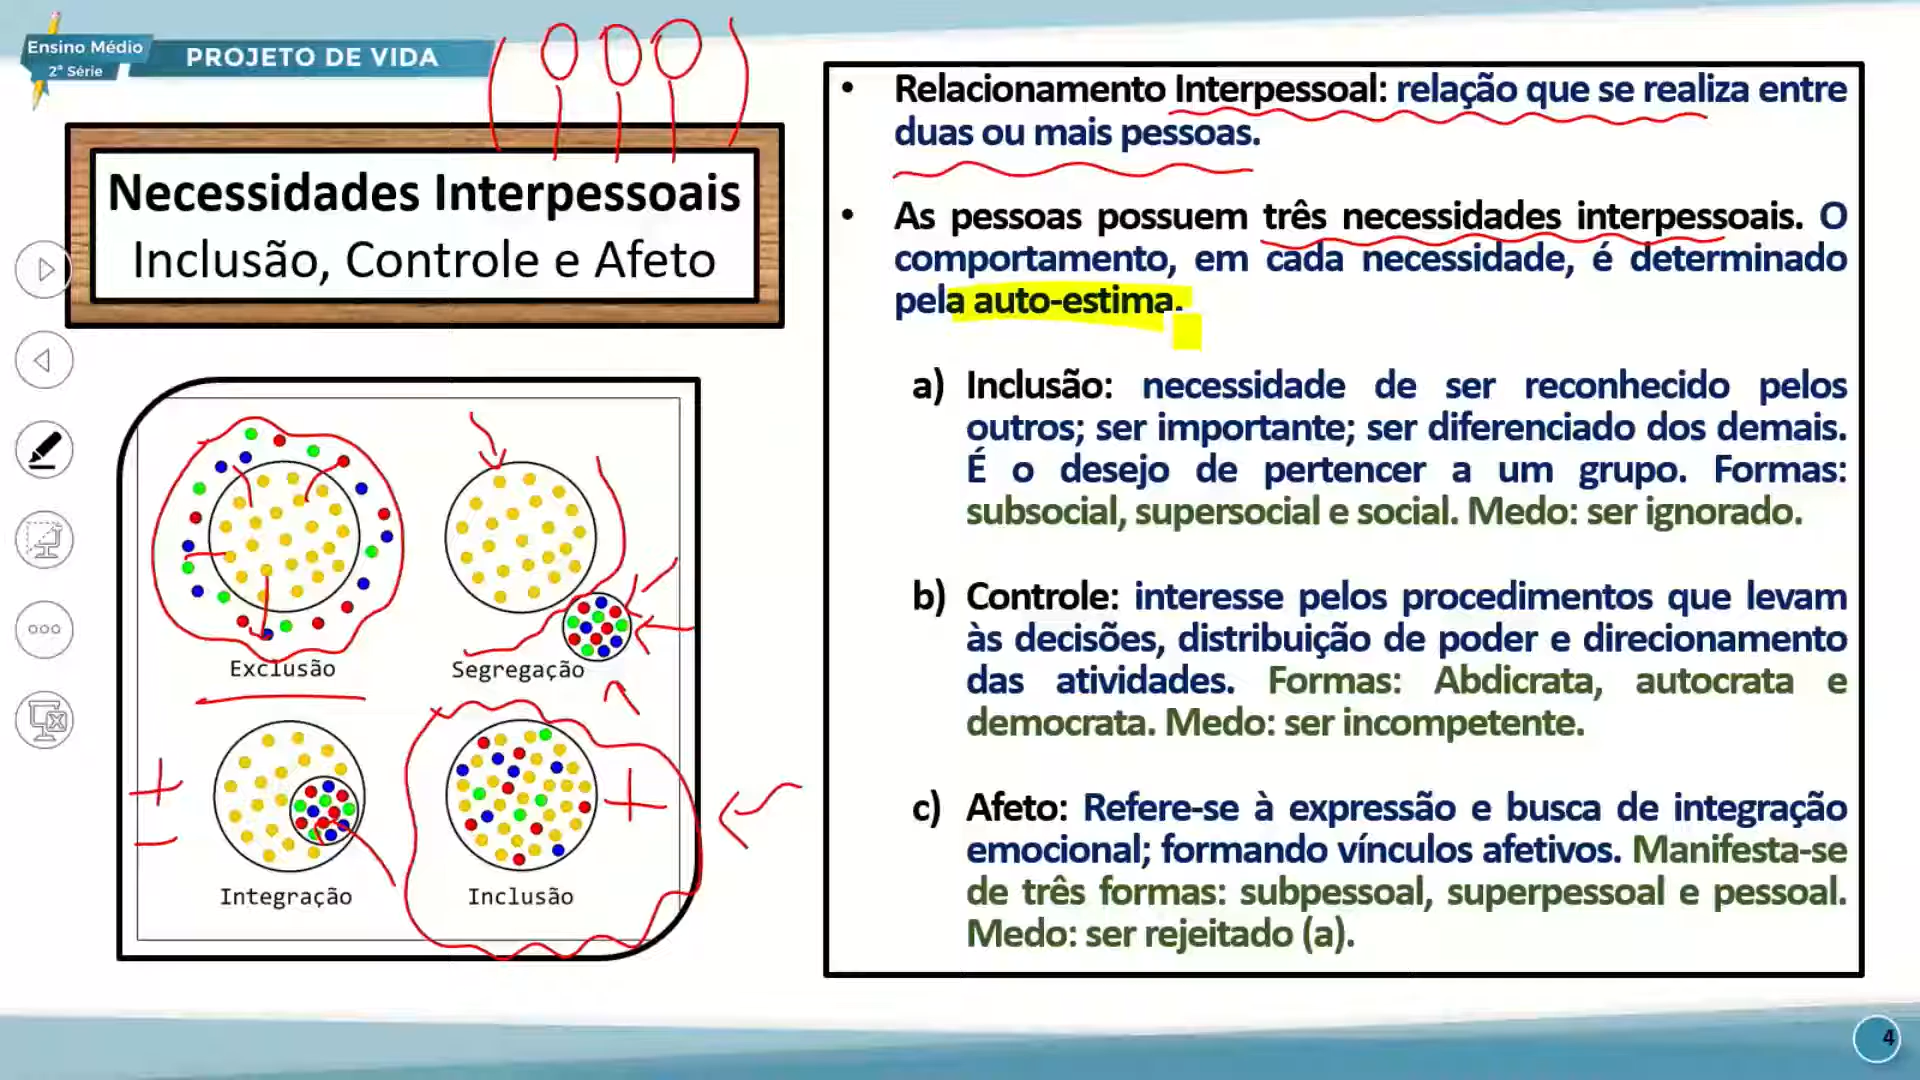 Ensino Médio
2ª Série
PROJETO DE VIDA
Necessidades Interpessoais
Inclusão, Controle e Afeto
Exclusão
Segregação
Integração
Inclusão
• Relacionamento Interpessoal: relação que se realiza entre
duas ou mais pessoas.
• As pessoas possuem três necessidades interpessoais. O
comportamento, em cada necessidade, é determinado
pela auto-estima.
a) Inclusão: necessidade de ser reconhecido pelos
outros; ser importante; ser diferenciado dos demais.
É o desejo de pertencer a um grupo. Formas:
subsocial, supersocial e social. Medo: ser ignorado.
b) Controle: interesse pelos procedimentos que levam
às decisões, distribuição de poder e direcionamento
das atividades. Formas: Abdicrata, autocrata e
democrata. Medo: ser incompetente.
c) Afeto: Refere-se à expressão e busca de integração
emocional; formando vínculos afetivos. Manifesta-se
de três formas: subpessoal, superpessoal e pessoal.
Medo: ser rejeitado (a).
4